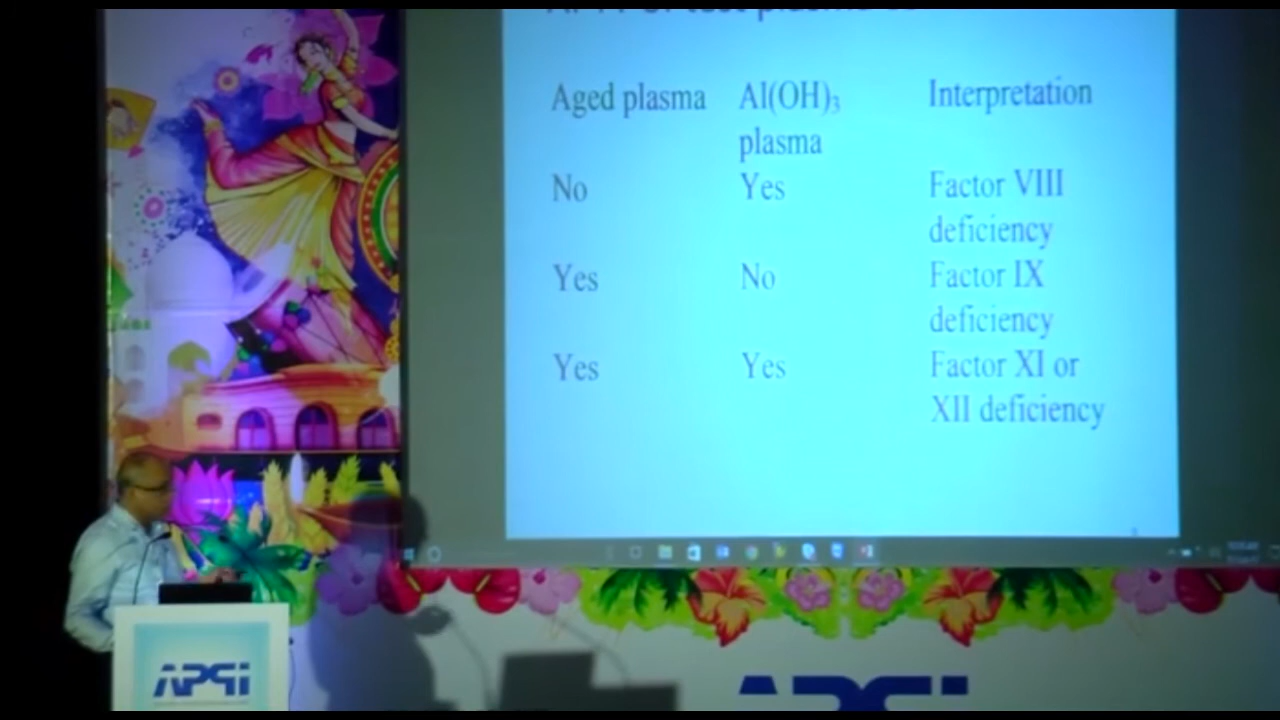 Aged plasma Al(OH)3 Interpretation
plasma
No Yes Factor VIII
deficiency
Yes No Factor IX
deficiency
Yes Yes Factor XI or
XII deficiency